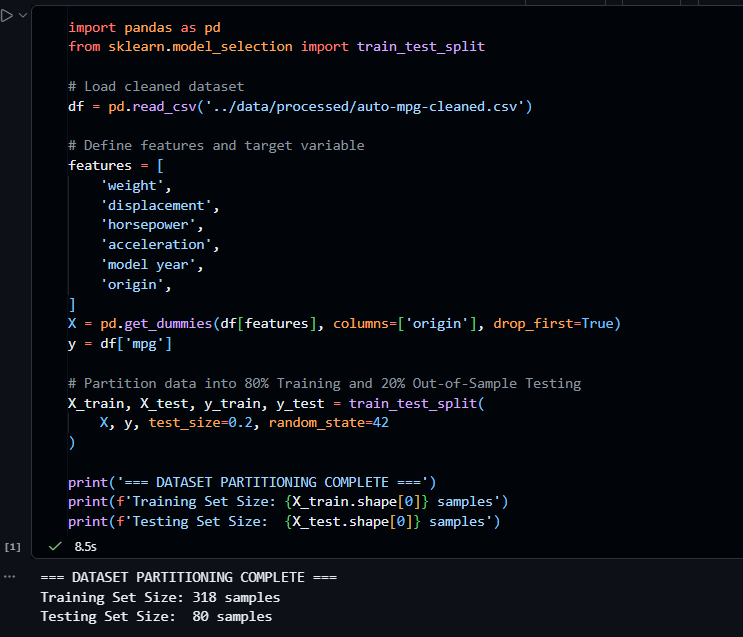 import pandas as pd
from sklearn.model_selection import train_test_split

# Load cleaned dataset
df = pd.read_csv('../data/processed/auto-mpg-cleaned.csv')

# Define features and target variable
features = [
    'weight',
    'displacement',
    'horsepower',
    'acceleration',
    'model year',
    'origin',
]
X = pd.get_dummies(df[features], columns=['origin'], drop_first=True)
y = df['mpg']

# Partition data into 80% Training and 20% Out-of-Sample Testing
X_train, X_test, y_train, y_test = train_test_split(
    X, y, test_size=0.2, random_state=42
)

print('=== DATASET PARTITIONING COMPLETE ===')
print(f'Training Set Size: {X_train.shape[0]} samples')
print(f'Testing Set Size:  {X_test.shape[0]} samples')
[1] 8.5s
... === DATASET PARTITIONING COMPLETE ===
Training Set Size: 318 samples
Testing Set Size:  80 samples